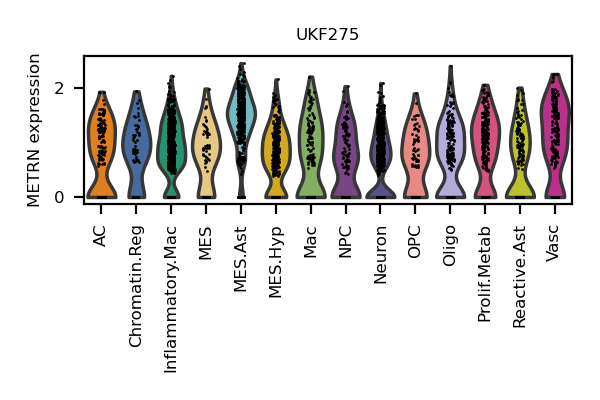 UKF275
METRN expression
2
0
AC
Chromatin.Reg
Inflammatory.Mac
MES
MES.Ast
MES.Hyp
Mac
NPC
Neuron
OPC
Oligo
Prolif.Metab
Reactive.Ast
Vasc